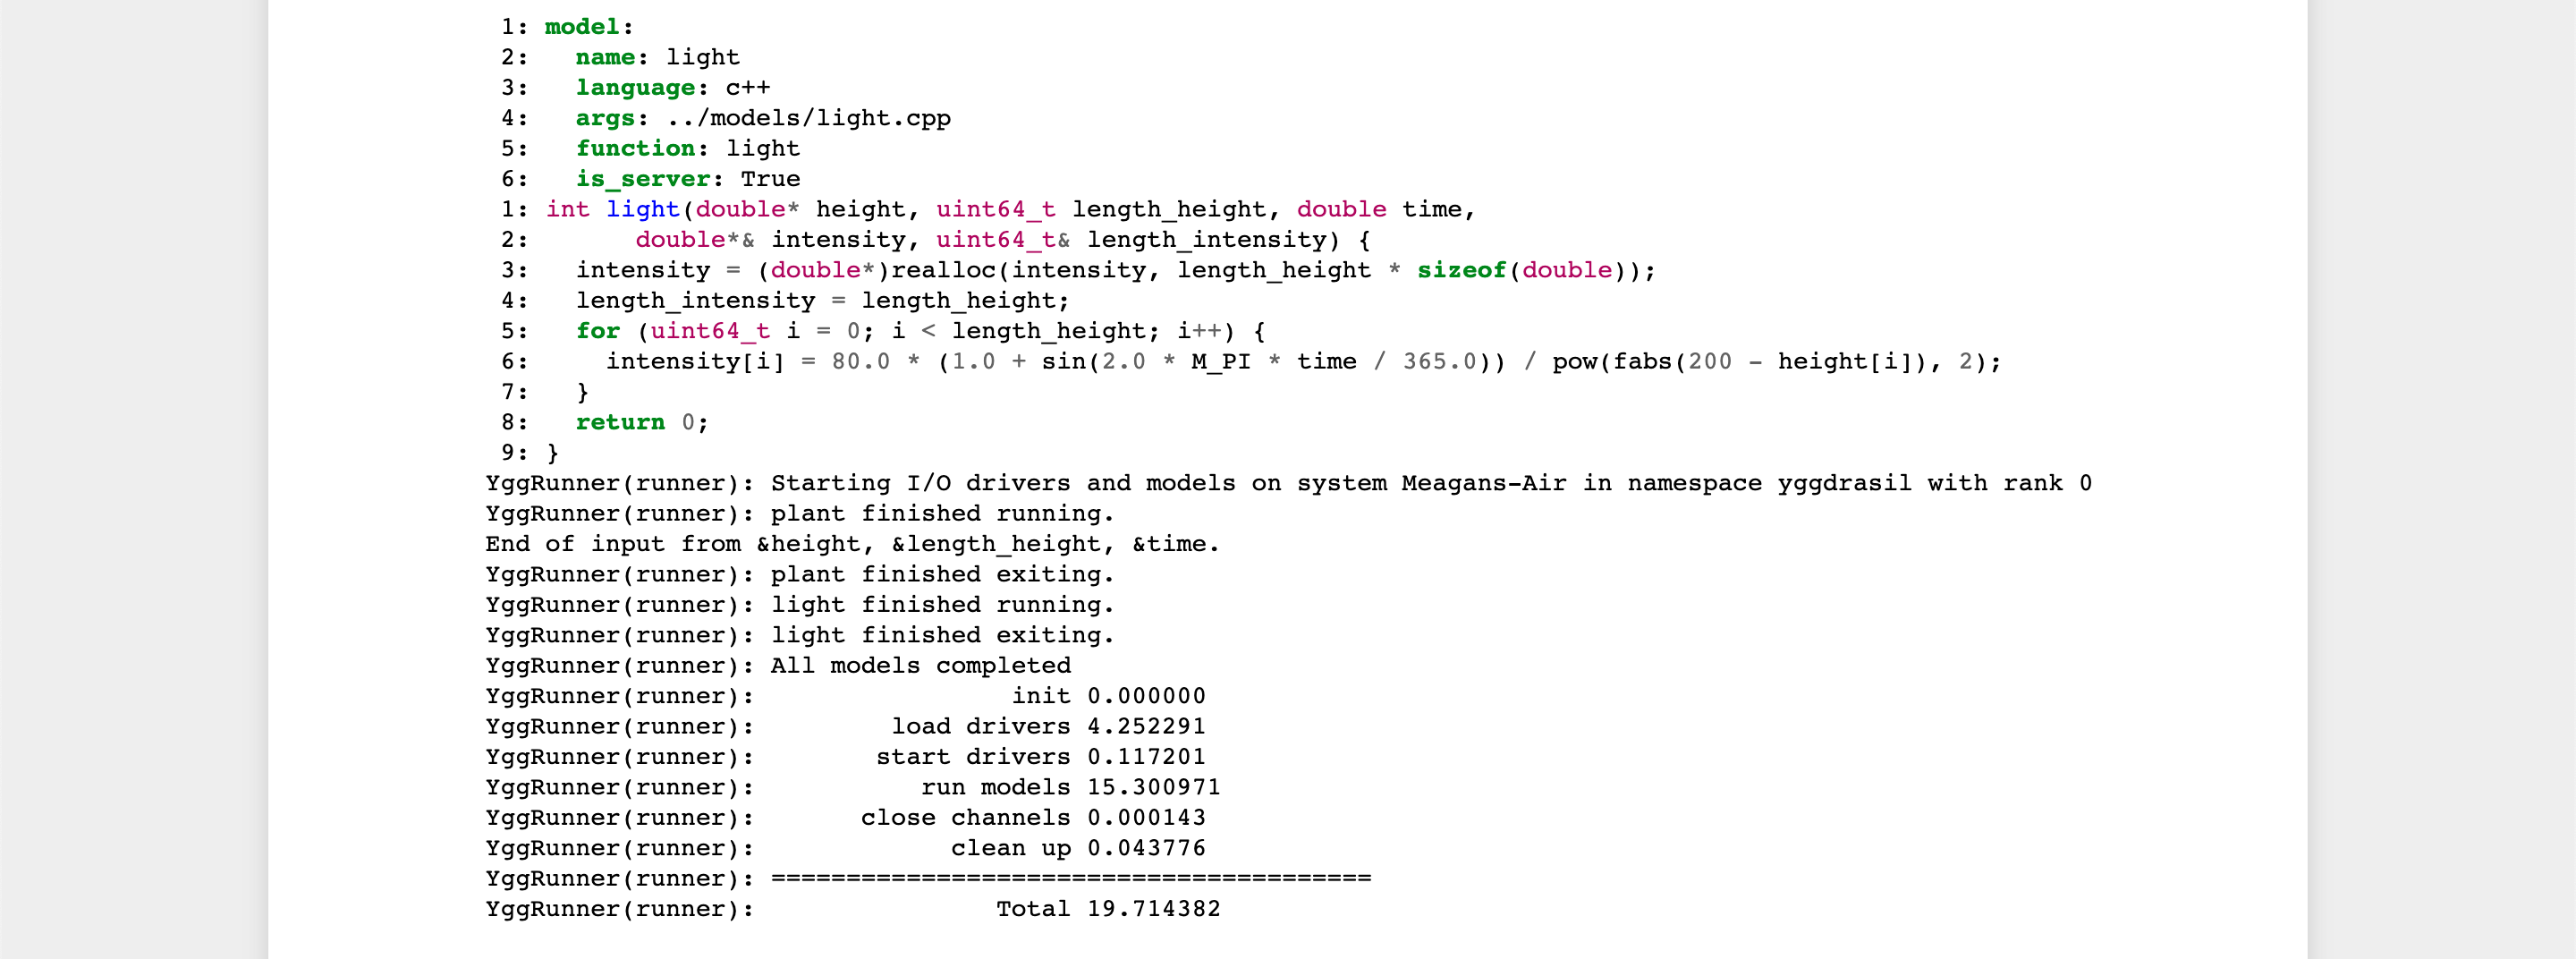 1: model:
2:   name: light
3:   language: c++
4:   args: ../models/light.cpp
5:   function: light
6:   is_server: True
1: int light(double* height, uint64_t length_height, double time,
2:       double*& intensity, uint64_t& length_intensity) {
3:   intensity = (double*)realloc(intensity, length_height * sizeof(double));
4:   length_intensity = length_height;
5:   for (uint64_t i = 0; i < length_height; i++) {
6:     intensity[i] = 80.0 * (1.0 + sin(2.0 * M_PI * time / 365.0)) / pow(fabs(200 - height[i]), 2);
7:   }
8:   return 0;
9: }
YggRunner(runner): Starting I/O drivers and models on system Meagans-Air in namespace yggdrasil with rank 0
YggRunner(runner): plant finished running.
End of input from &height, &length_height, &time.
YggRunner(runner): plant finished exiting.
YggRunner(runner): light finished running.
YggRunner(runner): light finished exiting.
YggRunner(runner): All models completed
YggRunner(runner):                 init 0.000000
YggRunner(runner):         load drivers 4.252291
YggRunner(runner):        start drivers 0.117201
YggRunner(runner):           run models 15.300971
YggRunner(runner):       close channels 0.000143
YggRunner(runner):             clean up 0.043776
YggRunner(runner): ========================================
YggRunner(runner):                Total 19.714382